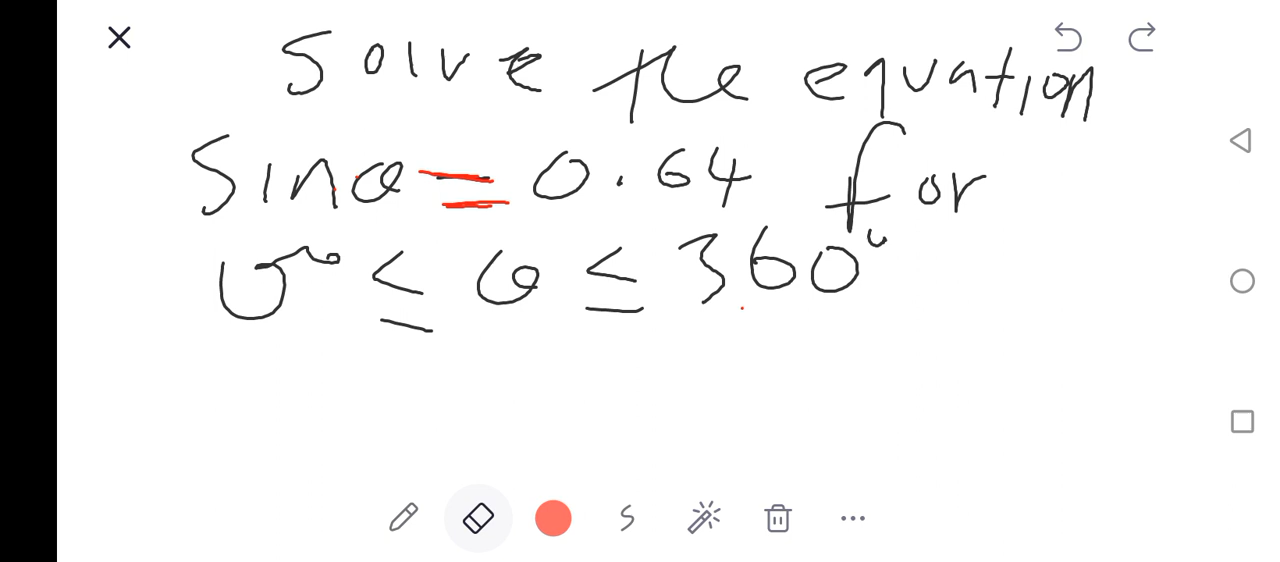 Solve the equation
Sinθ = 0.64 for
0° ≤ θ ≤ 360°